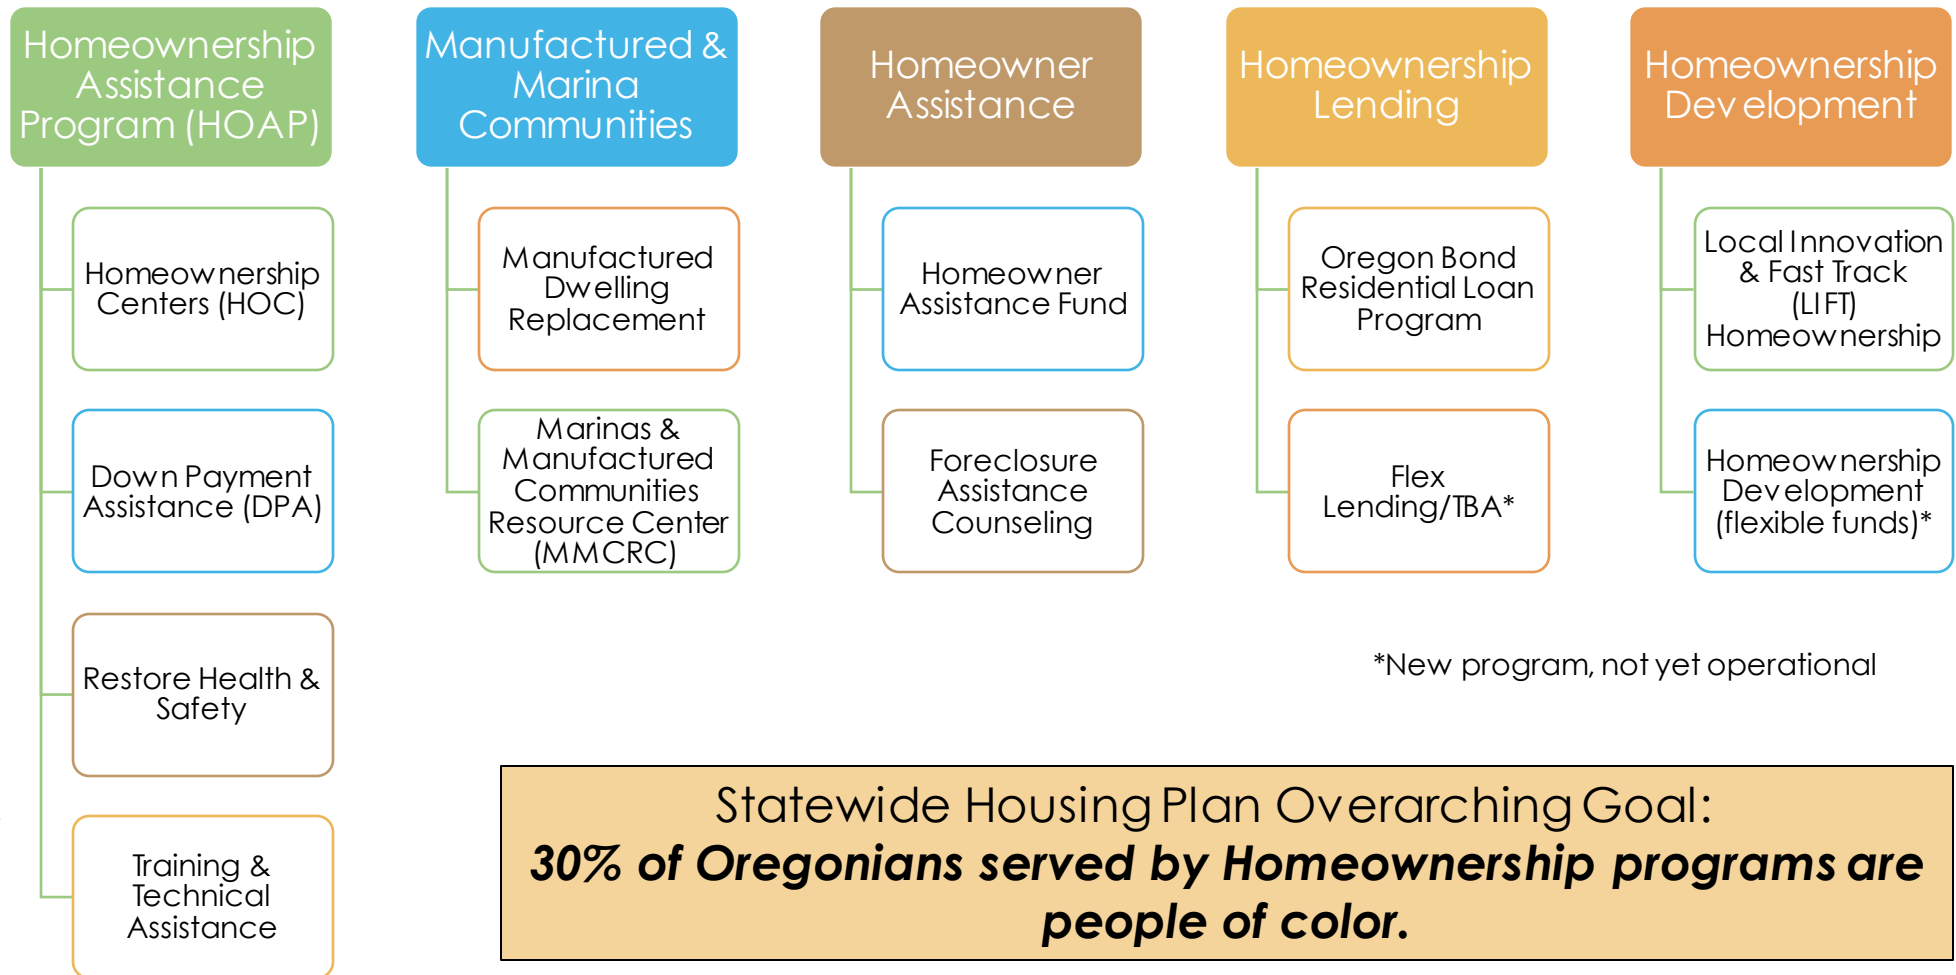 Homeownership
Assistance
Program (HOAP)
Homeownership
Centers (HOC)
Down Payment
Assistance (DPA)
Restore Health &
Safety
Training &
Technical
Assistance
Manufactured &
Marina
Communities
Manufactured
Dwelling
Replacement
Marinas &
Manufactured
Communities
Resource Center
(MMCRC)
Homeowner
Assistance
Homeowner
Assistance Fund
Foreclosure
Assistance
Counseling
Homeownership
Lending
Oregon Bond
Residential Loan
Program
Flex
Lending/TBA*
Homeownership
Development
Local Innovation
& Fast Track
(LIFT)
Homeownership
Homeownership
Development
(flexible funds)*
*New program, not yet operational
Statewide Housing Plan Overarching Goal:
30% of Oregonians served by Homeownership programs are
people of color.